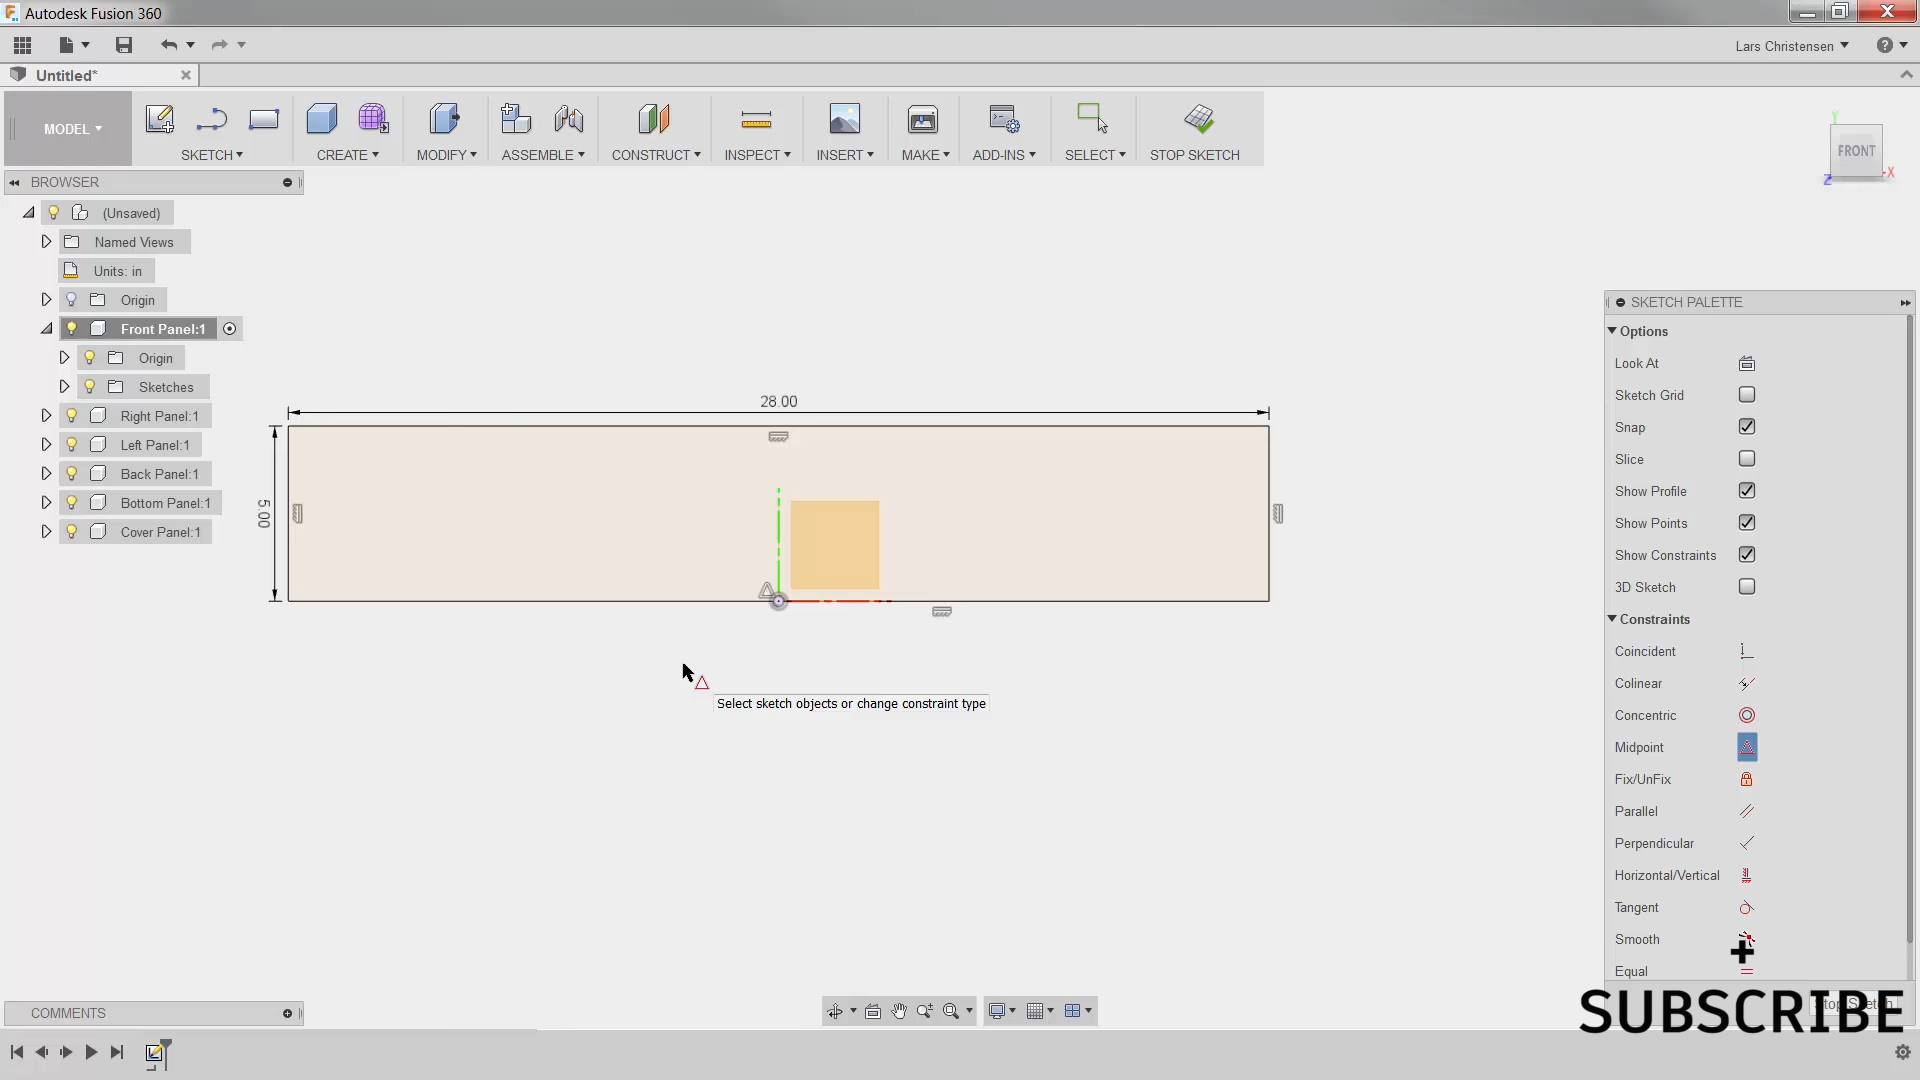 Autodesk Fusion 360
Lars Christensen
Untitled*
MODEL
SKETCH
CREATE
MODIFY
ASSEMBLE
CONSTRUCT
INSPECT
INSERT
MAKE
ADD-INS
SELECT
STOP SKETCH
FRONT
Y
X
Z
BROWSER
(Unsaved)
Named Views
Units: in
Origin
Front Panel:1
Origin
Sketches
Right Panel:1
Left Panel:1
Back Panel:1
Bottom Panel:1
Cover Panel:1
28.00
5.00
Select sketch objects or change constraint type
SKETCH PALETTE
Options
Look At
Sketch Grid
Snap
Slice
Show Profile
Show Points
Show Constraints
3D Sketch
Constraints
Coincident
Colinear
Concentric
Midpoint
Fix/UnFix
Parallel
Perpendicular
Horizontal/Vertical
Tangent
Smooth
Equal
Stop Sketch
SUBSCRIBE
COMMENTS